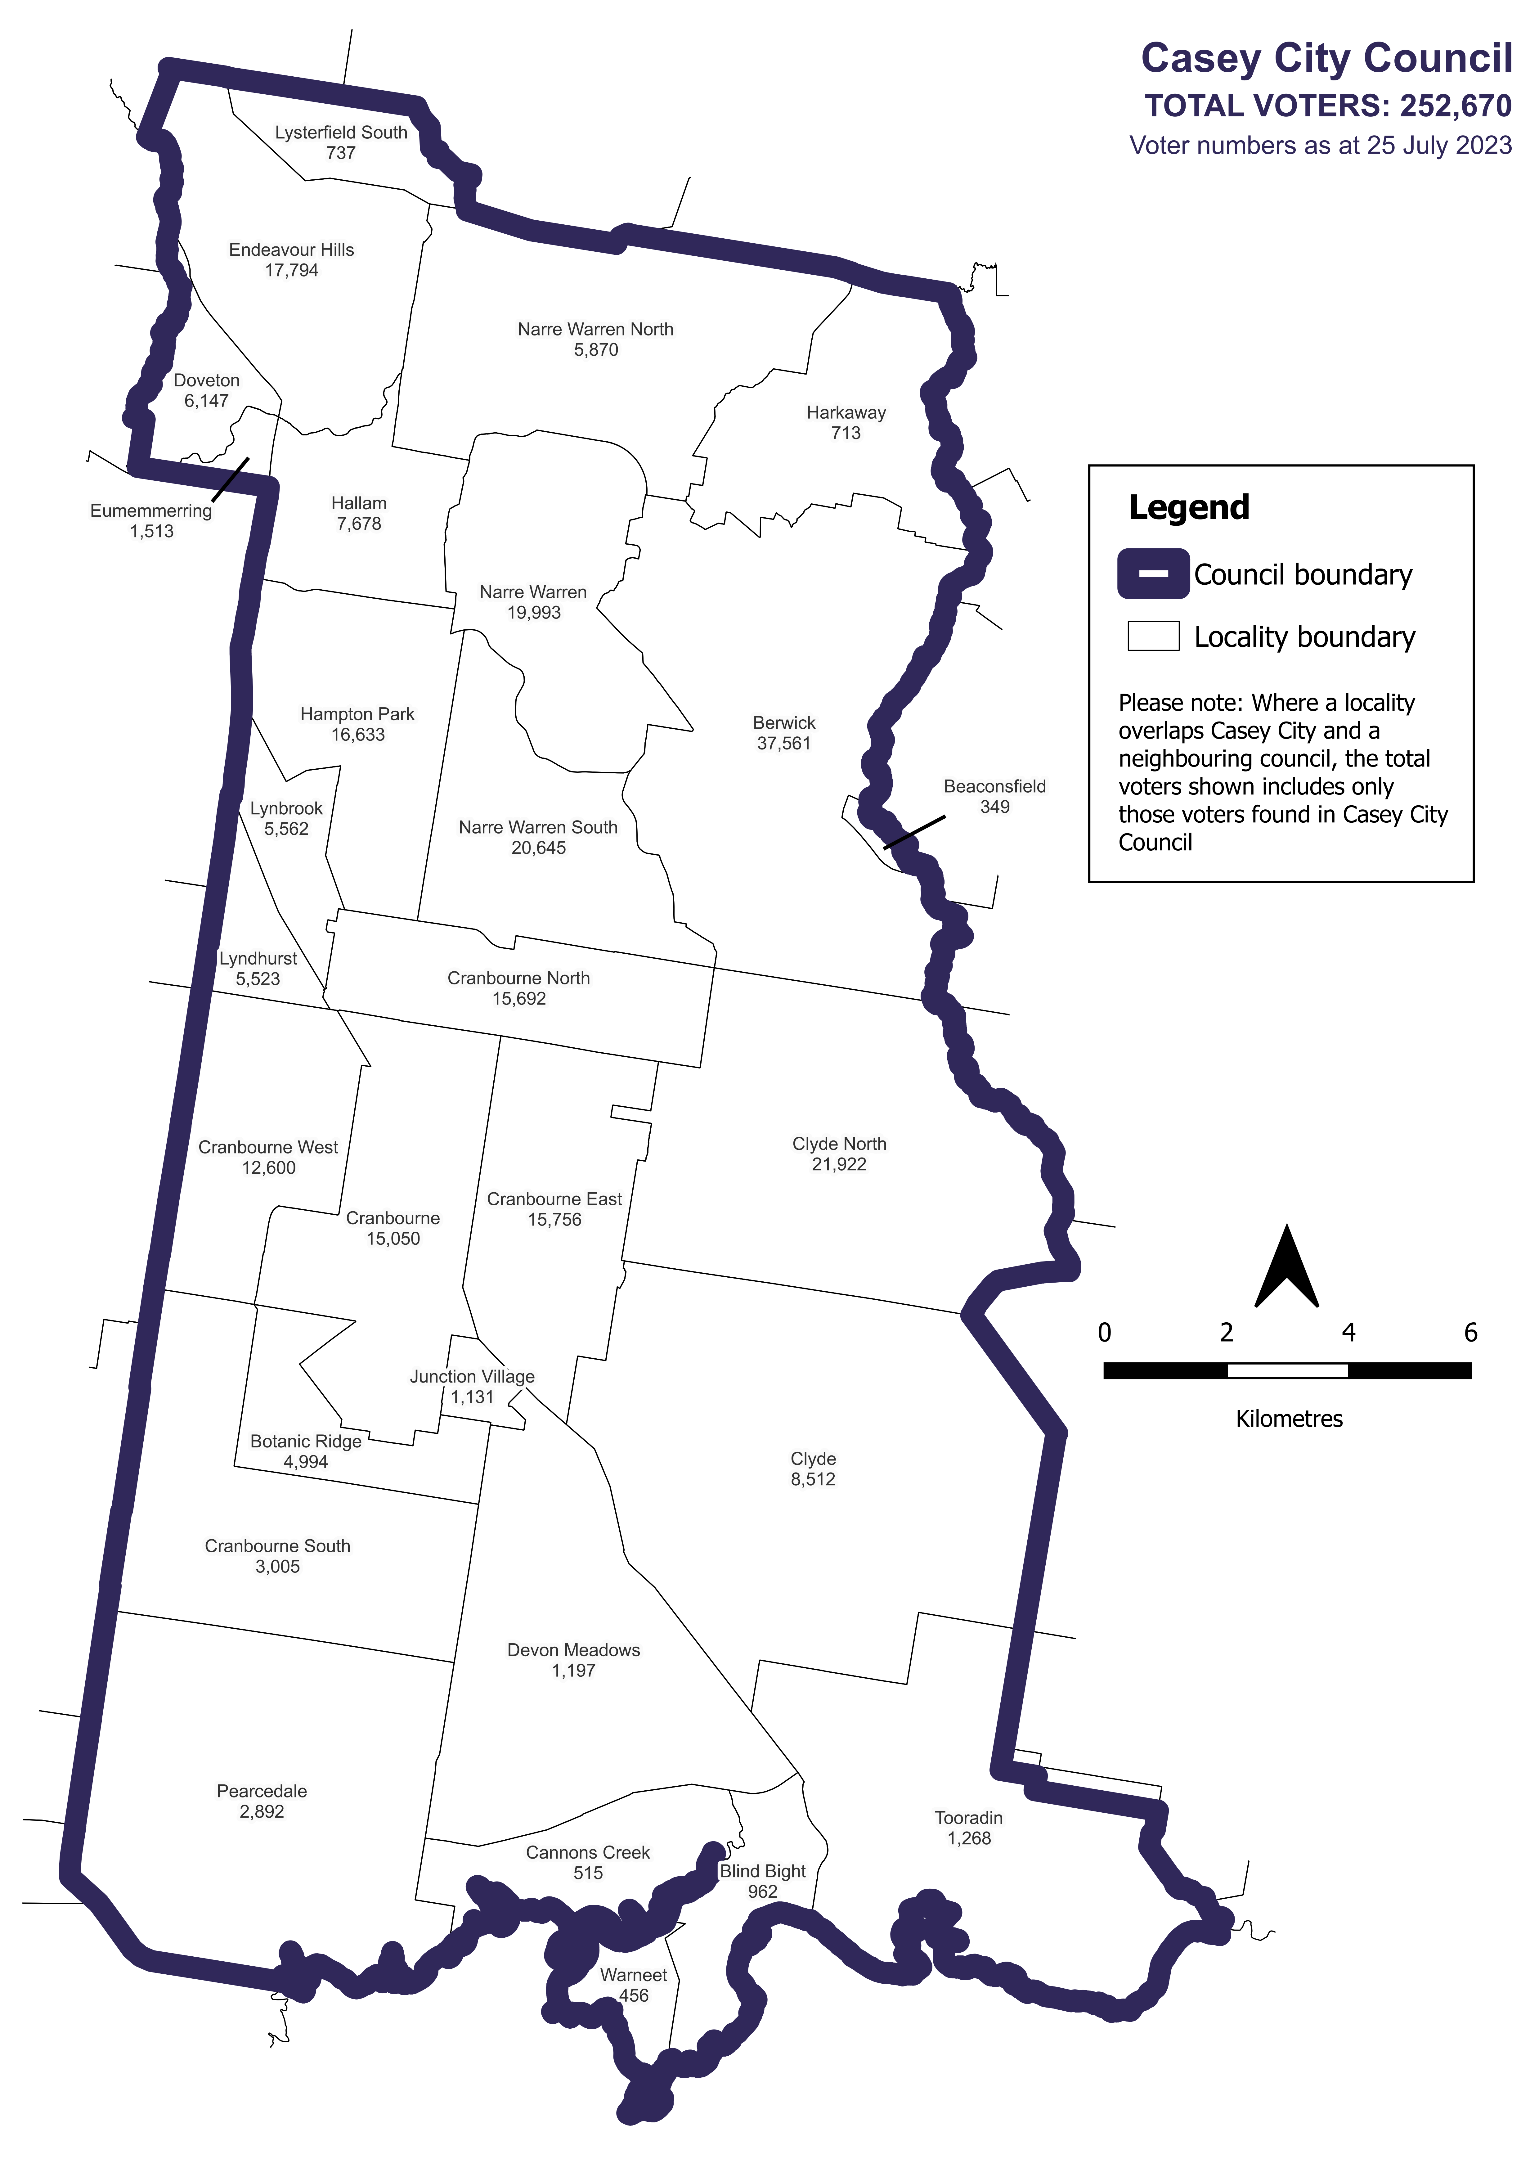 Casey City Council
TOTAL VOTERS: 252,670
Voter numbers as at 25 July 2023
Lysterfield South
737
Endeavour Hills
17,794
Narre Warren North
5,870
Doveton
6,147
Harkaway
713
Eumemmerring
1,513
Hallam
7,678
Narre Warren
19,993
Hampton Park
16,633
Berwick
37,561
Beaconsfield
349
Lynbrook
5,562
Narre Warren South
20,645
Lyndhurst
5,523
Cranbourne North
15,692
Cranbourne West
12,600
Clyde North
21,922
Cranbourne East
15,756
Cranbourne
15,050
Junction Village
1,131
Botanic Ridge
4,994
Clyde
8,512
Cranbourne South
3,005
Devon Meadows
1,197
Pearcedale
2,892
Tooradin
1,268
Cannons Creek
515
Blind Bight
962
Warneet
456
Legend
Council boundary
Locality boundary
Please note: Where a locality
overlaps Casey City and a
neighbouring council, the total
voters shown includes only
those voters found in Casey City
Council
0 2 4 6
Kilometres